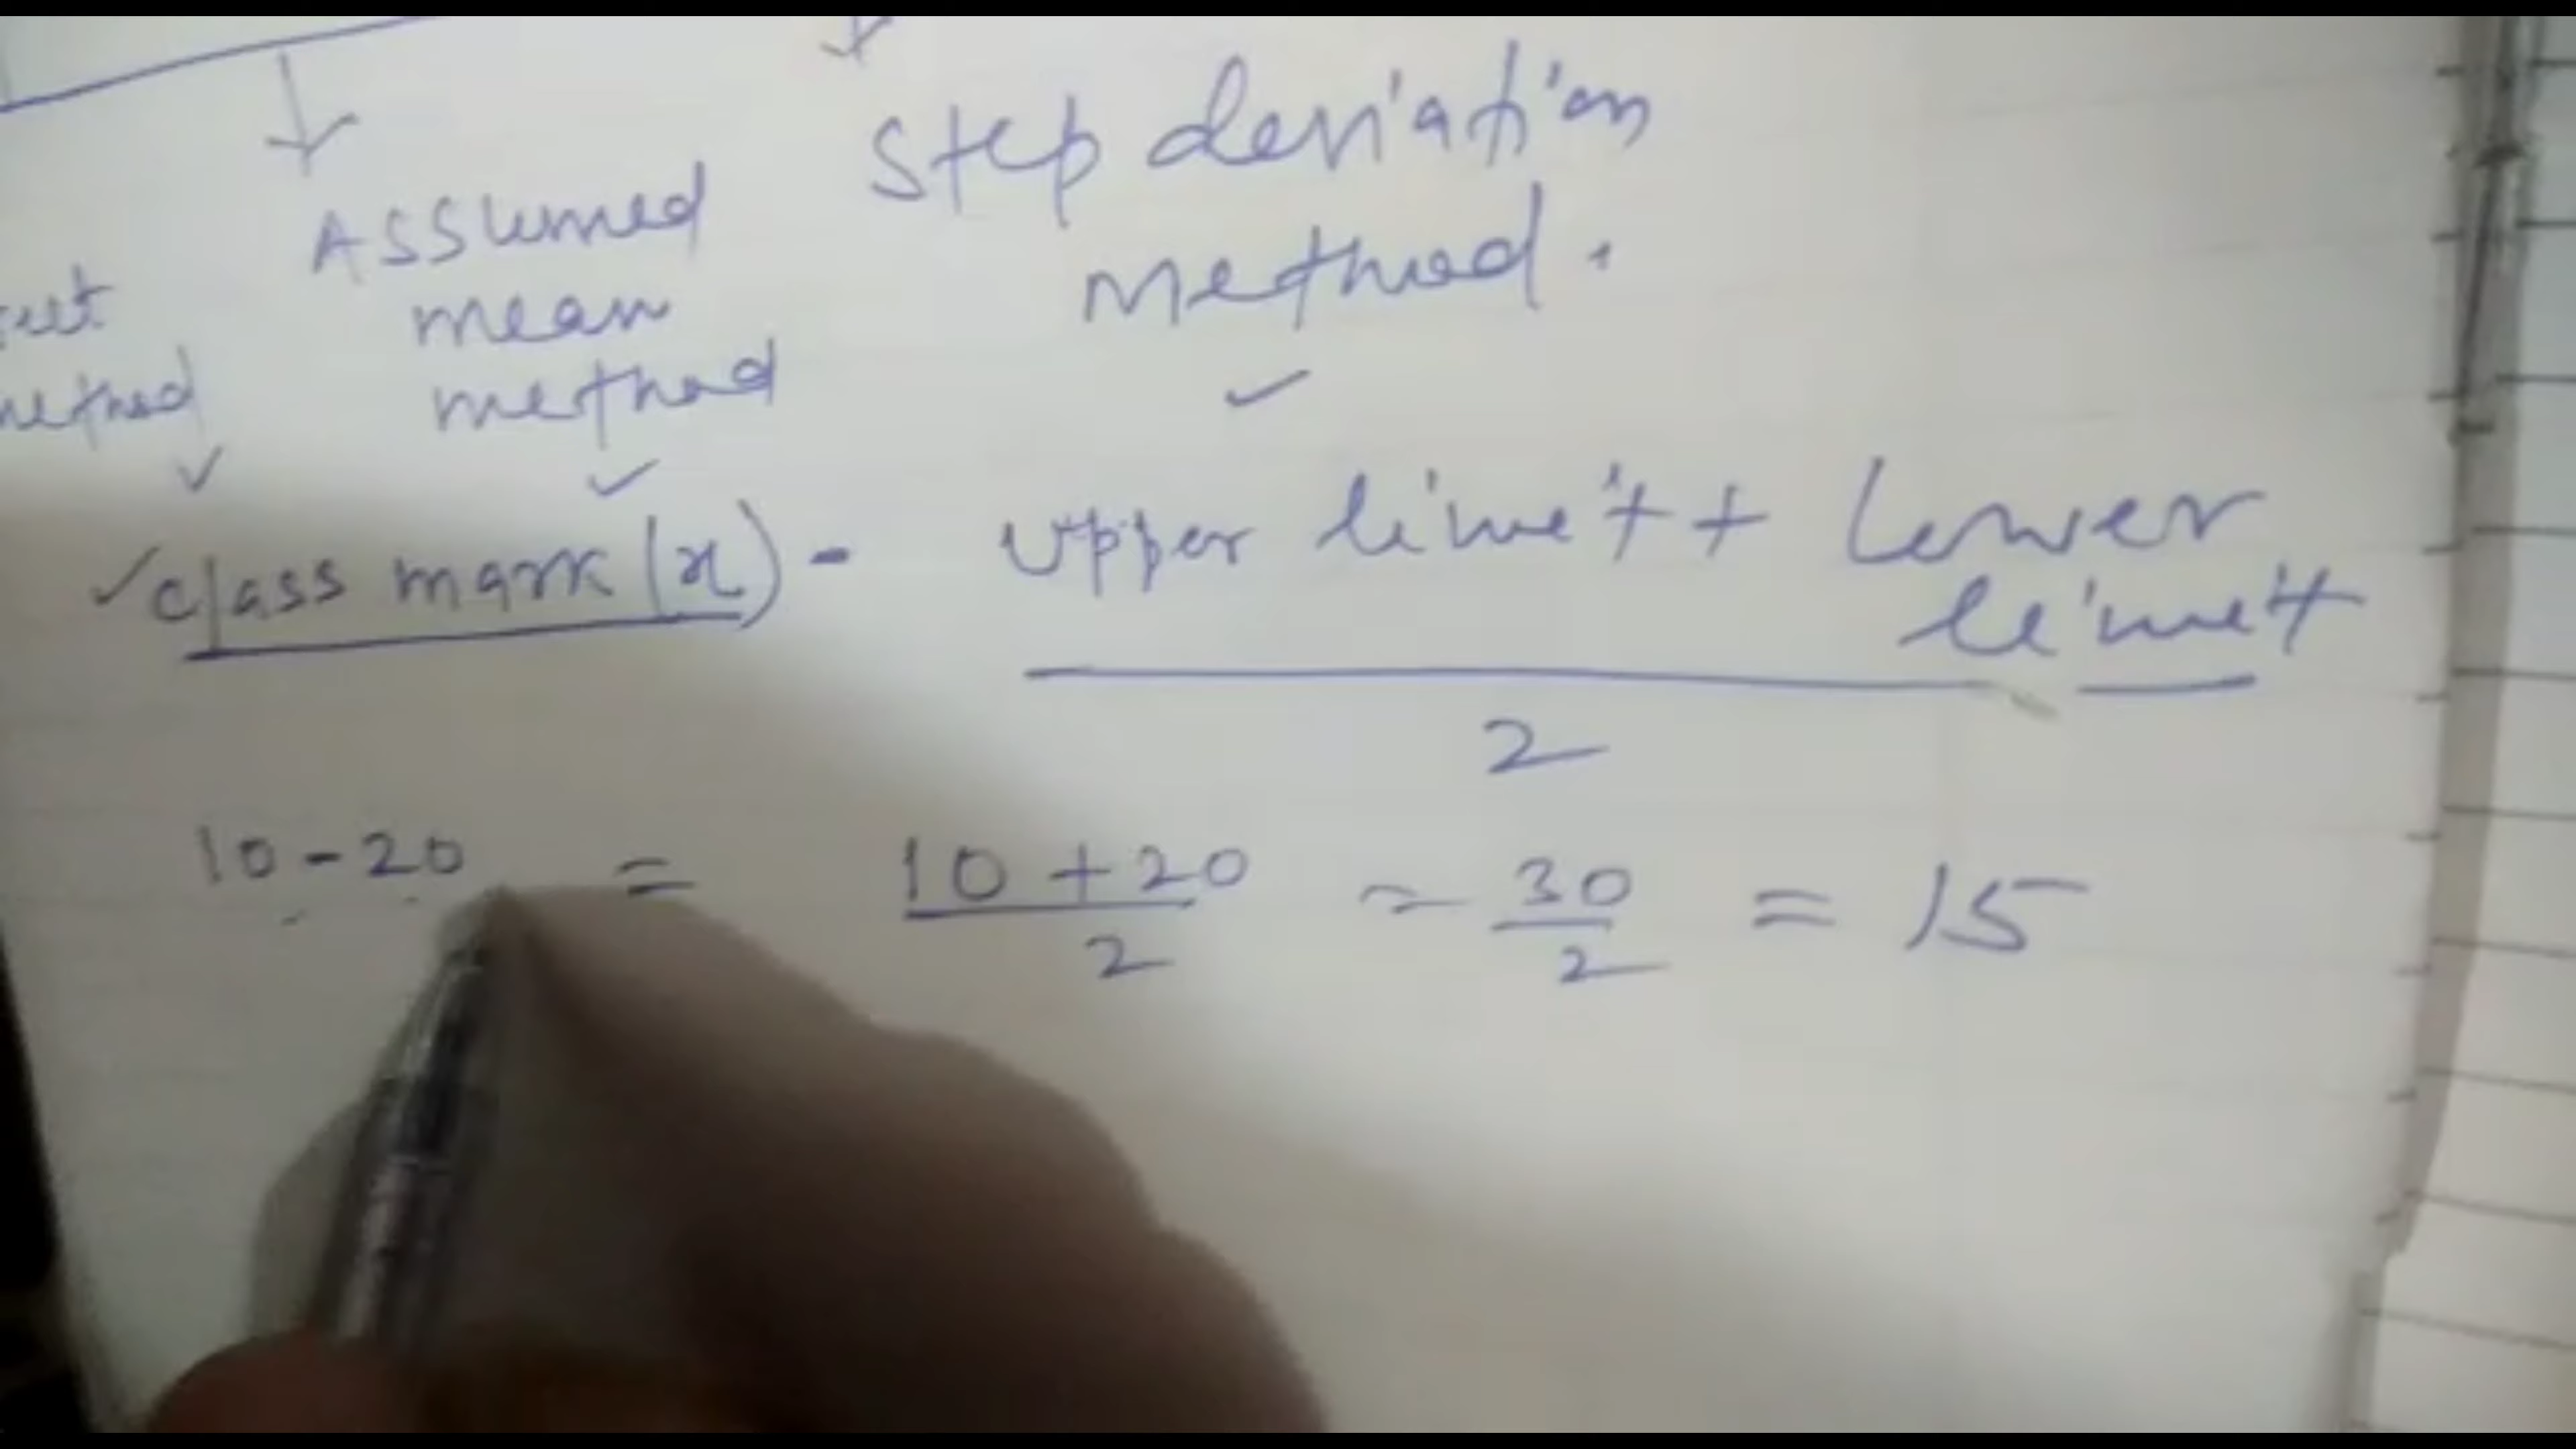 Step deviation
Method.
Assumed
mean
method
method
class mark (x) - Upper limit + Lower
limit
2
10-20 = 10+20 = 30 = 15
2 2